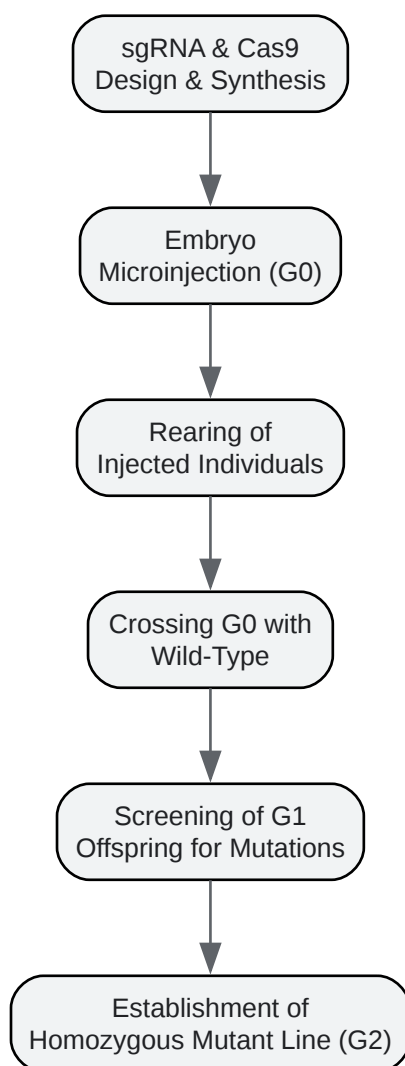 sgRNA & Cas9
Design & Synthesis
Embryo
Microinjection (G0)
Rearing of
Injected Individuals
Crossing G0 with
Wild-Type
Screening of G1
Offspring for Mutations
Establishment of
Homozygous Mutant Line (G2)